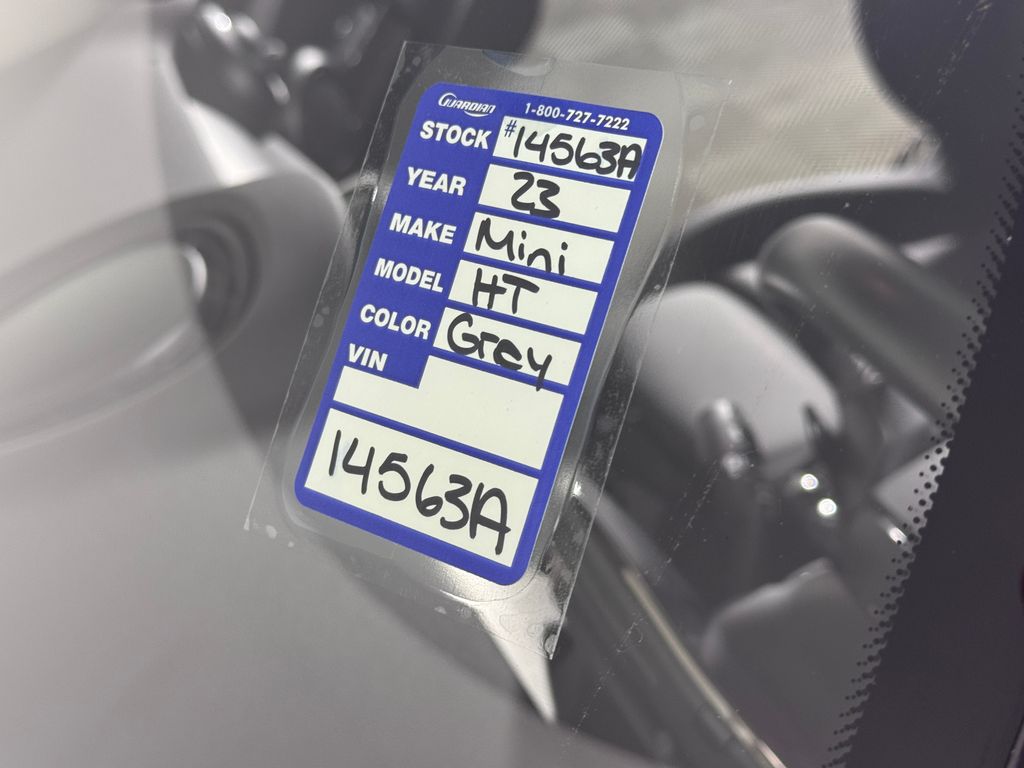 GUARDIAN 1-800-727-7222
STOCK #14563A
YEAR 23
MAKE Mini
MODEL HT
COLOR Grey
VIN
14563A